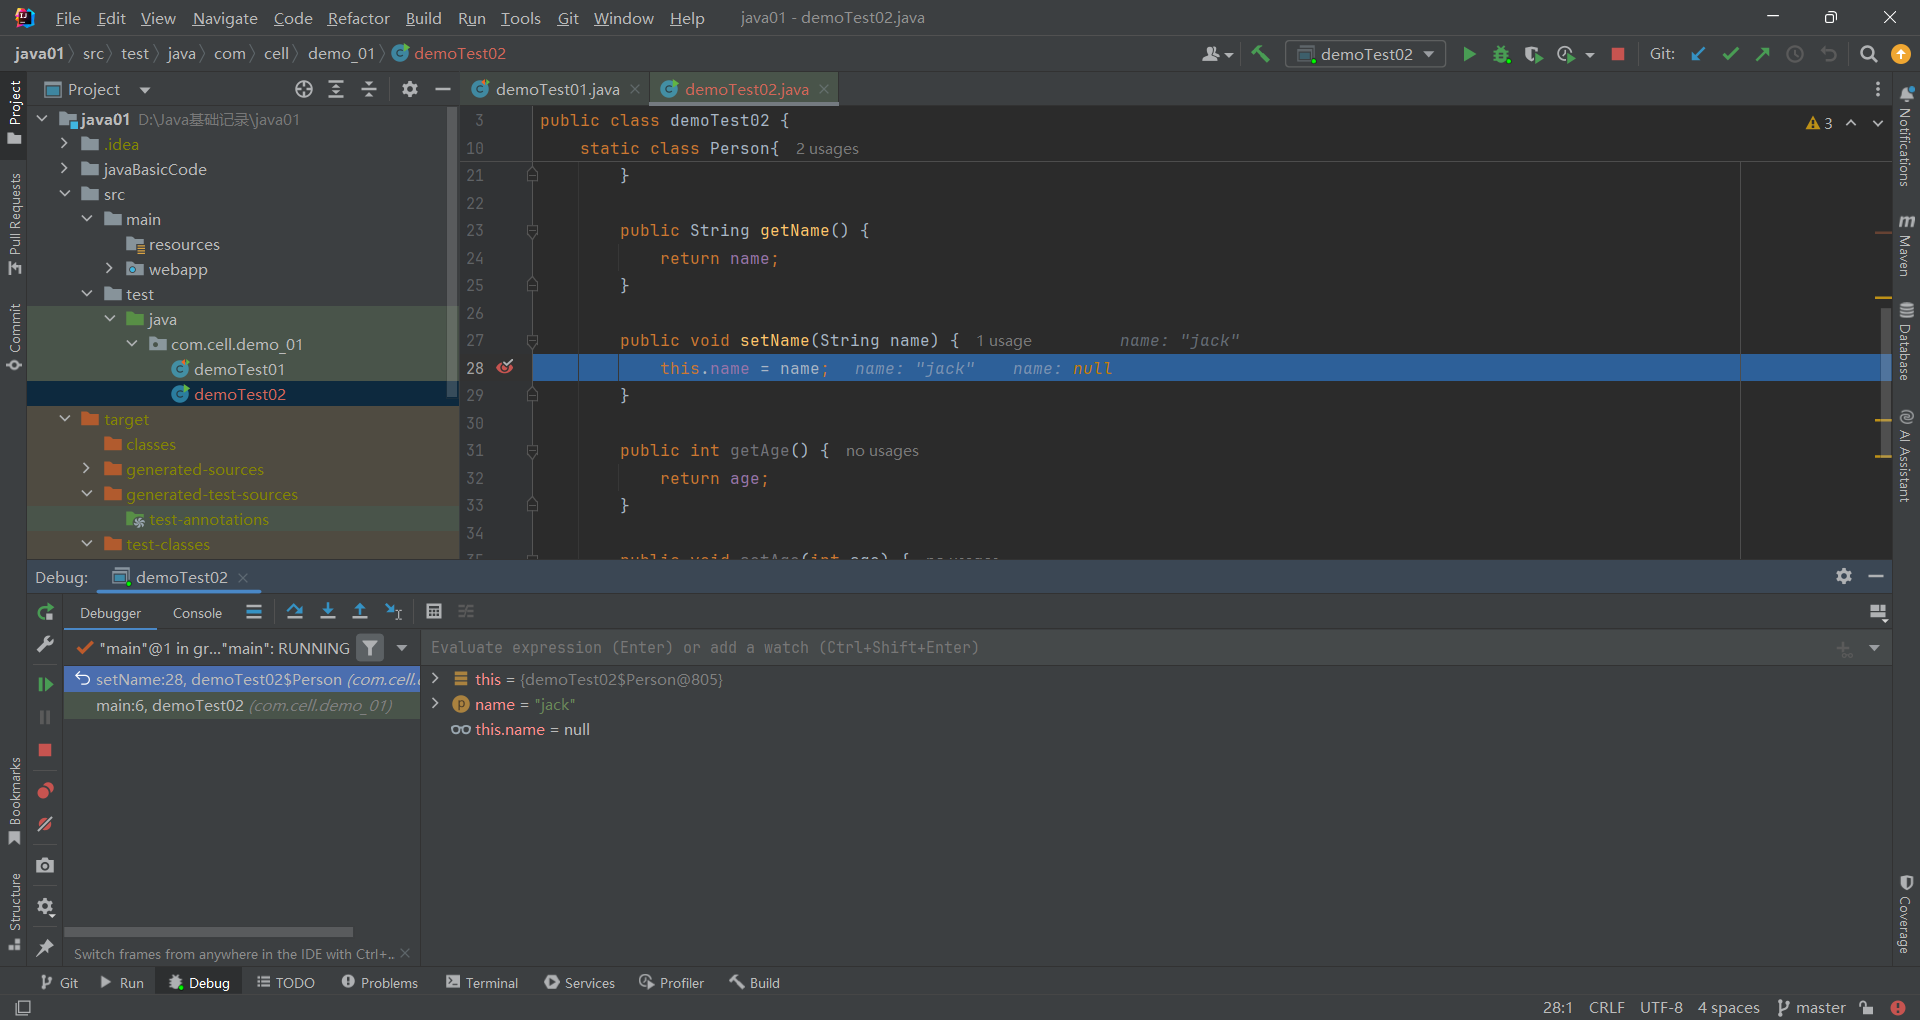 File Edit View Navigate Code Refactor Build Run Tools Git Window Help java01 - demoTest02.java
java01 src test java com cell demo_01 demoTest02
demoTest02 Git:
Project
demoTest01.java demoTest02.java
java01 D:\Java基础记录\java01
.idea
javaBasicCode
src
main
resources
webapp
test
java
com.cell.demo_01
demoTest01
demoTest02
target
classes
generated-sources
generated-test-sources
test-annotations
test-classes
3 public class demoTest02 {
3
10 static class Person{ 2 usages
21 }
22
23 public String getName() {
24 return name;
25 }
26
27 public void setName(String name) { 1 usage name: "jack"
28 this.name = name; name: "jack" name: null
29 }
30
31 public int getAge() { no usages
32 return age;
33 }
34
35 public void setAge(int age) { no usages
Project
Pull Requests
Commit
Bookmarks
Structure
Notifications
m Maven
Database
AI Assistant
Coverage
Debug: demoTest02
Debugger Console
"main"@1 in gr..."main": RUNNING
Evaluate expression (Enter) or add a watch (Ctrl+Shift+Enter)
setName:28, demoTest02$Person (com.cell.
main:6, demoTest02 (com.cell.demo_01)
this = {demoTest02$Person@805}
p name = "jack"
this.name = null
Switch frames from anywhere in the IDE with Ctrl+..
Git Run Debug TODO Problems Terminal Services Profiler Build
28:1 CRLF UTF-8 4 spaces master